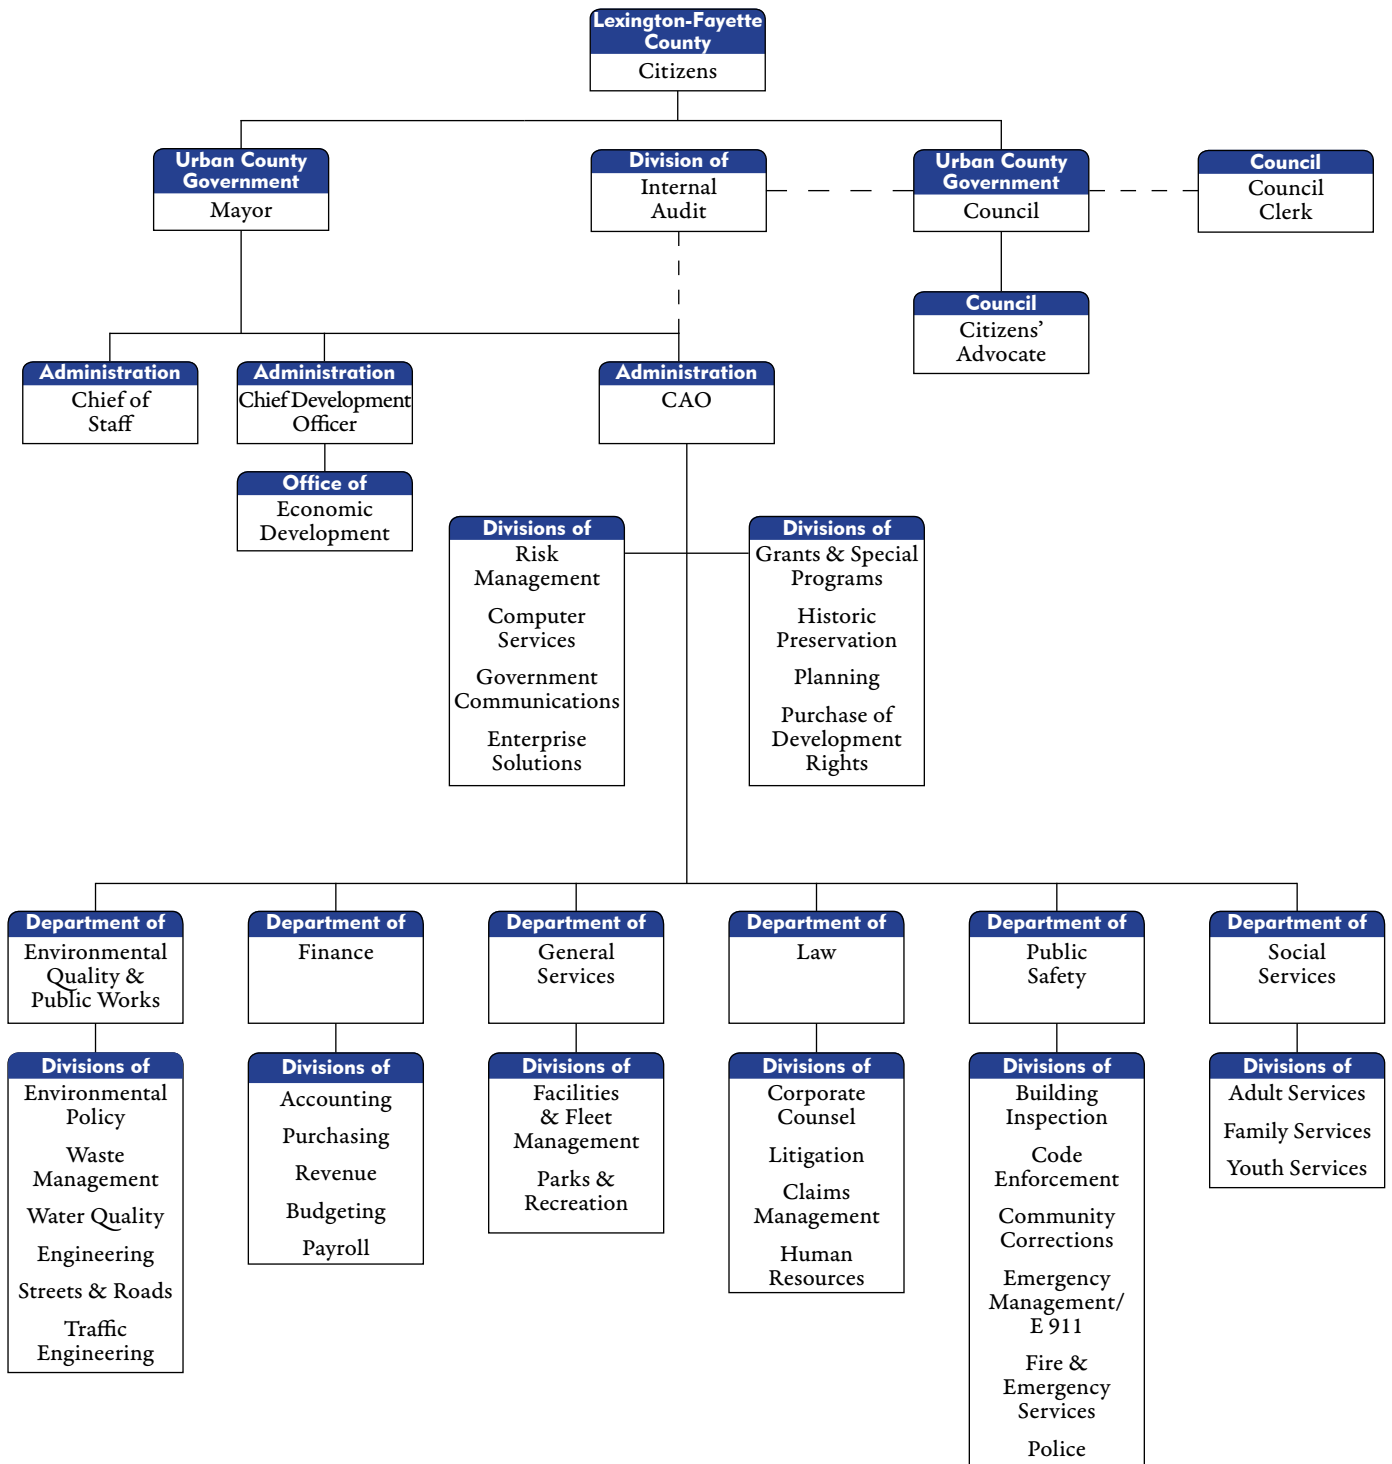 Lexington-Fayette
County
Citizens
Urban County
Government
Mayor
Division of
Internal
Audit
Urban County
Government
Council
Council
Council
Clerk
Council
Citizens’
Advocate
Administration
Chief of
Staff
Administration
Chief Development
Officer
Administration
CAO
Office of
Economic
Development
Divisions of
Risk
Management
Computer
Services
Government
Communications
Enterprise
Solutions
Divisions of
Grants & Special
Programs
Historic
Preservation
Planning
Purchase of
Development
Rights
Department of
Environmental
Quality &
Public Works
Department of
Finance
Department of
General
Services
Department of
Law
Department of
Public
Safety
Department of
Social
Services
Divisions of
Environmental
Policy
Waste
Management
Water Quality
Engineering
Streets & Roads
Traffic
Engineering
Divisions of
Accounting
Purchasing
Revenue
Budgeting
Payroll
Divisions of
Facilities
& Fleet
Management
Parks &
Recreation
Divisions of
Corporate
Counsel
Litigation
Claims
Management
Human
Resources
Divisions of
Building
Inspection
Code
Enforcement
Community
Corrections
Emergency
Management/
E 911
Fire &
Emergency
Services
Police
Divisions of
Adult Services
Family Services
Youth Services